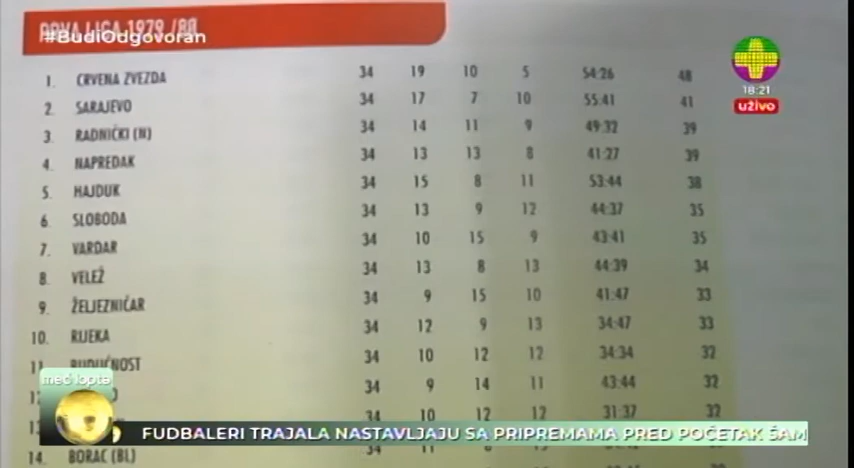 PRVA LIGA 1979/80
#BudiOdgovoran
18:21
uživo
1. CRVENA ZVEZDA 34 19 10 5 54:26 48
2. SARAJEVO 34 17 7 10 55:41 41
3. RADNIČKI (N) 34 14 11 9 49:32 39
4. NAPREDAK 34 13 13 8 41:27 39
5. HAJDUK 34 15 8 11 53:44 38
6. SLOBODA 34 13 9 12 44:37 35
7. VARDAR 34 10 15 9 43:41 35
8. VELEŽ 34 13 8 13 44:39 34
9. ŽELJEZNIČAR 34 9 15 10 41:47 33
10. RIJEKA 34 12 9 13 34:47 33
11. BUDUĆNOST 34 10 12 12 34:34 32
34 9 14 11 43:44 32
34 10 12 12 31:37 32
14. BORAC (BL) 34 11
meč lopta
FUDBALERI TRAJALA NASTAVLJAJU SA PRIPREMAMA PRED POČETAK ŠAM